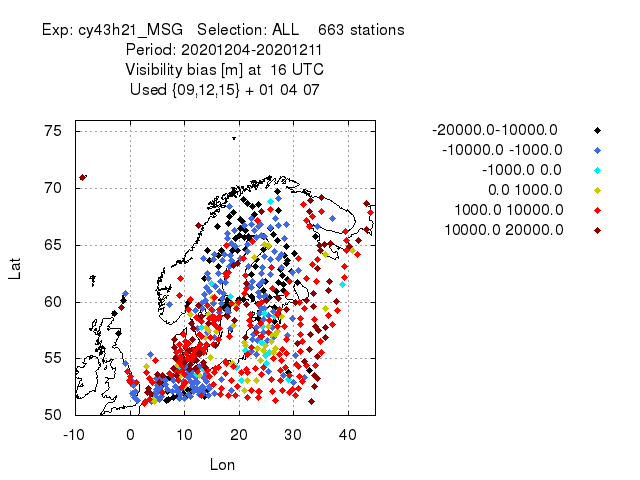 Exp: cy43h21_MSG   Selection: ALL    663 stations
Period: 20201204-20201211
Visibility bias [m] at  16 UTC
Used {09,12,15} + 01 04 07
-20000.0-10000.0
-10000.0 -1000.0
-1000.0 0.0
0.0 1000.0
1000.0 10000.0
10000.0 20000.0
75
70
65
60
55
50
Lat
-10 0 10 20 30 40
Lon